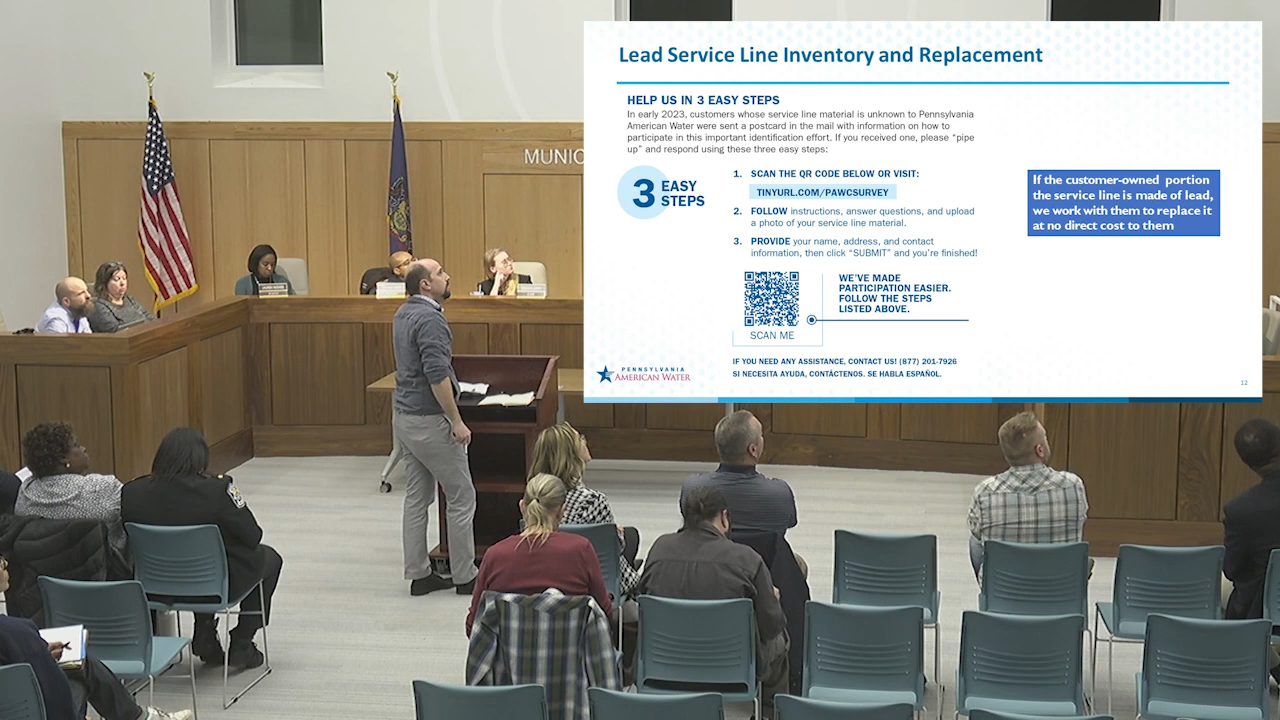 Lead Service Line Inventory and Replacement
HELP US IN 3 EASY STEPS
In early 2023, customers whose service line material is unknown to Pennsylvania
American Water were sent a postcard in the mail with information on how to
participate in this important identification effort. If you received one, please “pipe
up” and respond using these three easy steps:
3 EASY
STEPS
1. SCAN THE QR CODE BELOW OR VISIT:
TINYURL.COM/PAWCSURVEY
2. FOLLOW instructions, answer questions, and upload
a photo of your service line material.
3. PROVIDE your name, address, and contact
information, then click “SUBMIT” and you're finished!
If the customer-owned portion
the service line is made of lead,
we work with them to replace it
at no direct cost to them
WE'VE MADE
PARTICIPATION EASIER.
FOLLOW THE STEPS
LISTED ABOVE.
SCAN ME
IF YOU NEED ANY ASSISTANCE, CONTACT US! (877) 201-7926
SI NECESITA AYUDA, CONTÁCTENOS. SE HABLA ESPAÑOL.
PENNSYLVANIA
AMERICAN WATER
12
MUNIC